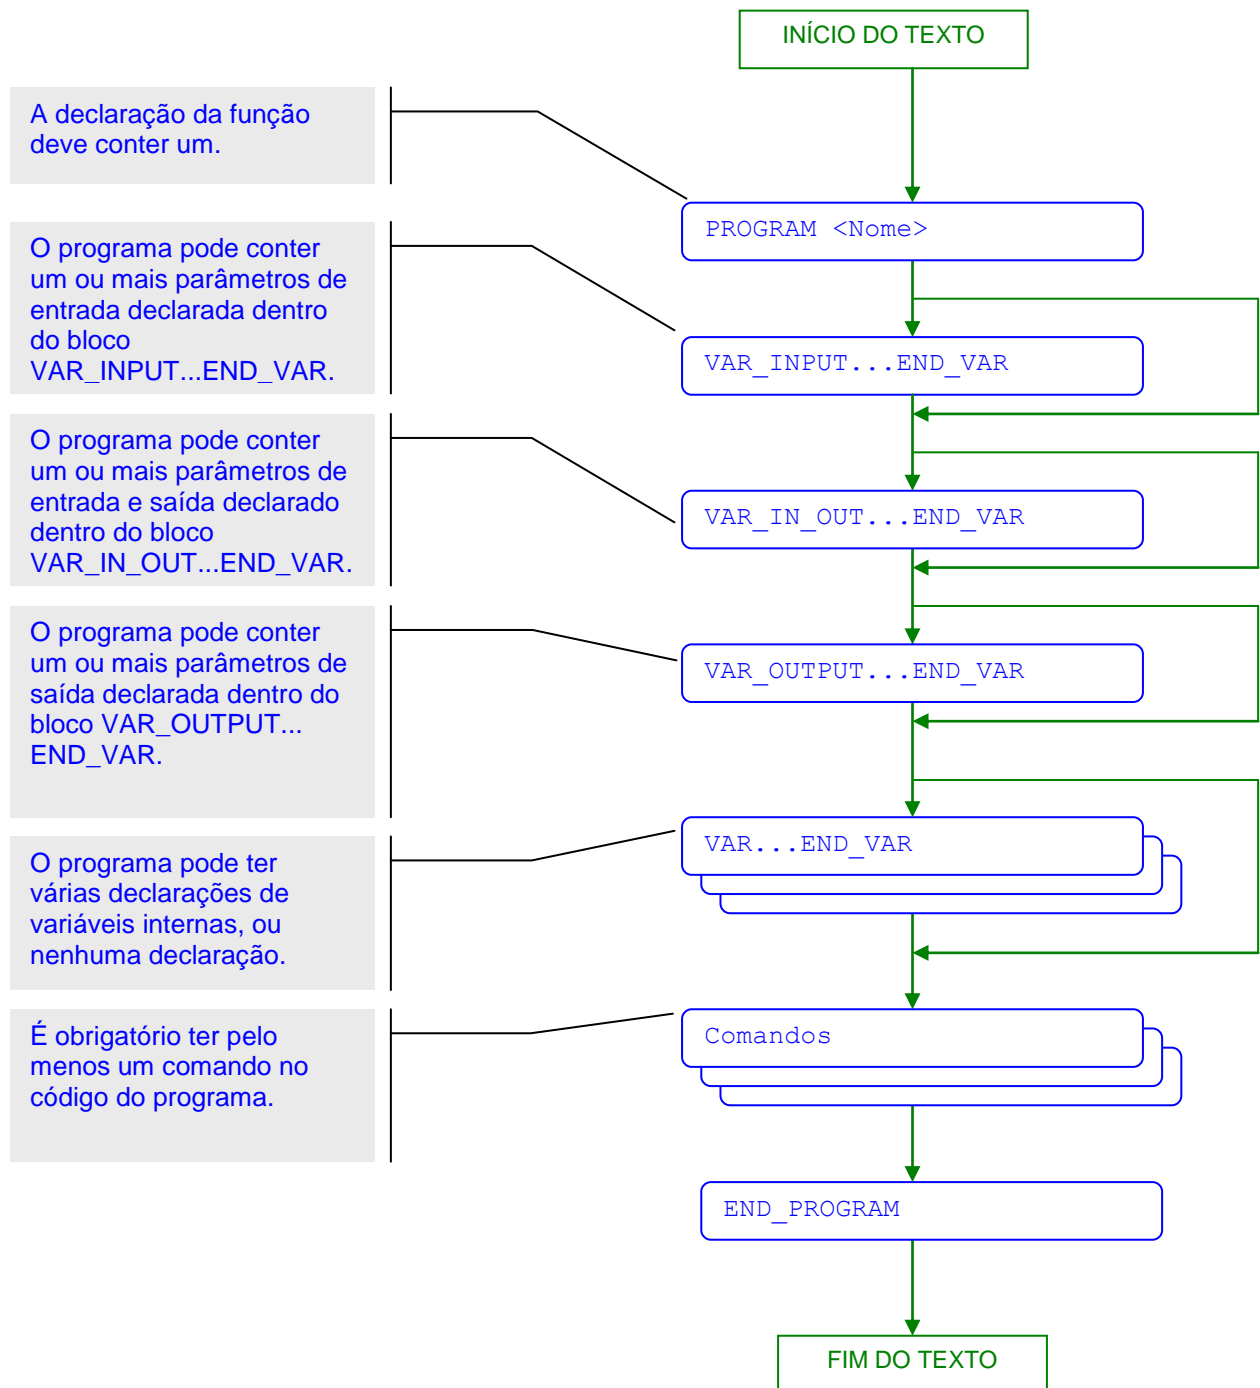 INÍCIO DO TEXTO
A declaração da função
deve conter um.
PROGRAM <Nome>
O programa pode conter
um ou mais parâmetros de
entrada declarada dentro
do bloco
VAR_INPUT...END_VAR.
VAR_INPUT...END_VAR
O programa pode conter
um ou mais parâmetros de
entrada e saída declarado
dentro do bloco
VAR_IN_OUT...END_VAR.
VAR_IN_OUT...END_VAR
O programa pode conter
um ou mais parâmetros de
saída declarada dentro do
bloco VAR_OUTPUT...
END_VAR.
VAR_OUTPUT...END_VAR
O programa pode ter
várias declarações de
variáveis internas, ou
nenhuma declaração.
VAR...END_VAR
É obrigatório ter pelo
menos um comando no
código do programa.
Comandos
END_PROGRAM
FIM DO TEXTO